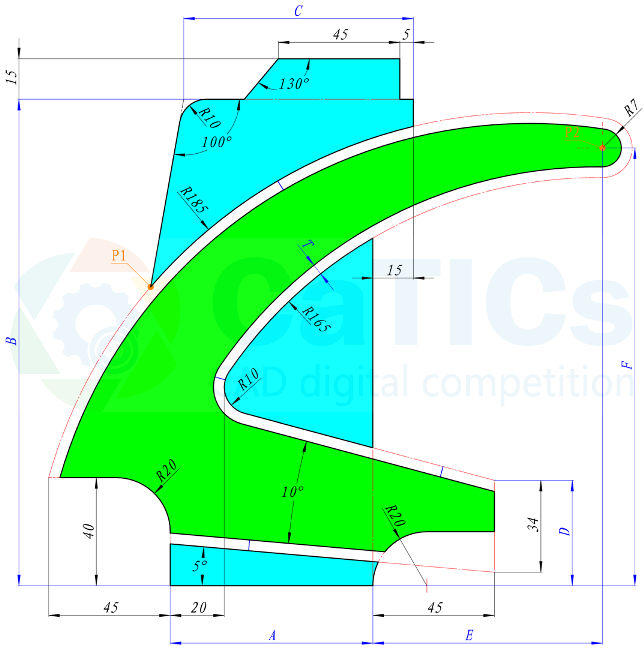 C
45
5
15
130°
R10
100°
R7
P2
R185
P1
T
15
B
R165
F
CaTICs
CAD digital competition
R10
R20
10°
R20
40
34
D
5°
45
20
45
A
E